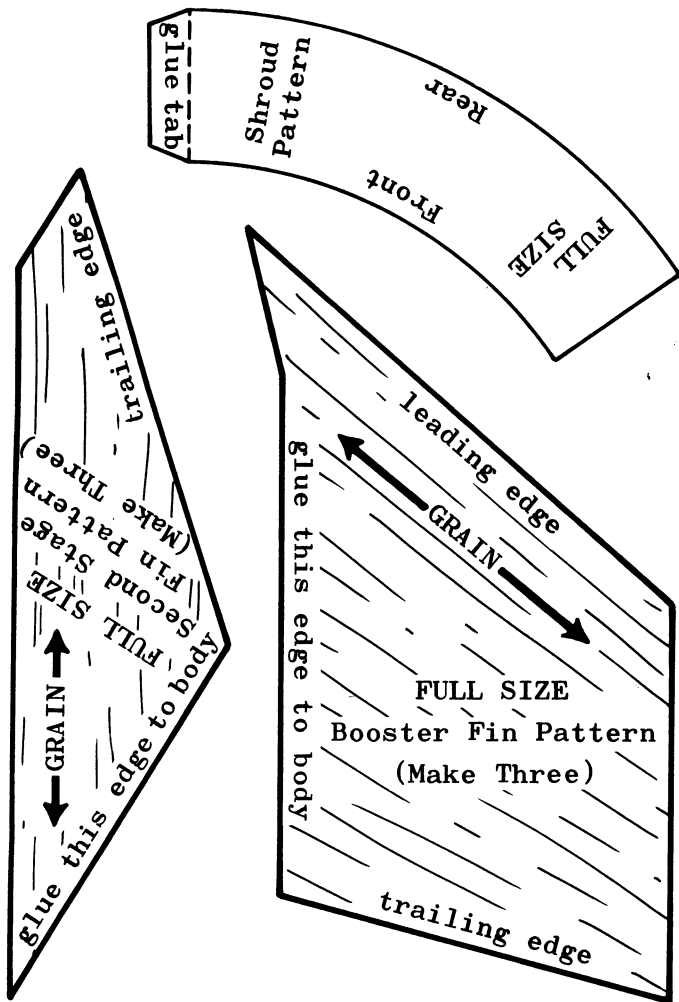 glue tab
Shroud
Pattern
Rear
Front
FULL
SIZE
trailing edge
FULL SIZE
Second Stage
Fin Pattern
(Make Three)
GRAIN
glue this edge to body
leading edge
glue this edge to body
GRAIN
FULL SIZE
Booster Fin Pattern
(Make Three)
trailing edge